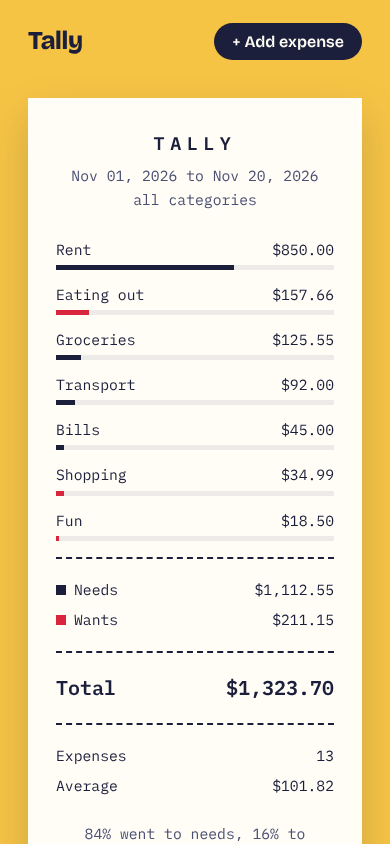 Tally
+ Add expense
TALLY
Nov 01, 2026 to Nov 20, 2026
all categories
Rent $850.00
Eating out $157.66
Groceries $125.55
Transport $92.00
Bills $45.00
Shopping $34.99
Fun $18.50
Needs $1,112.55
Wants $211.15
Total $1,323.70
Expenses 13
Average $101.82
84% went to needs, 16% to